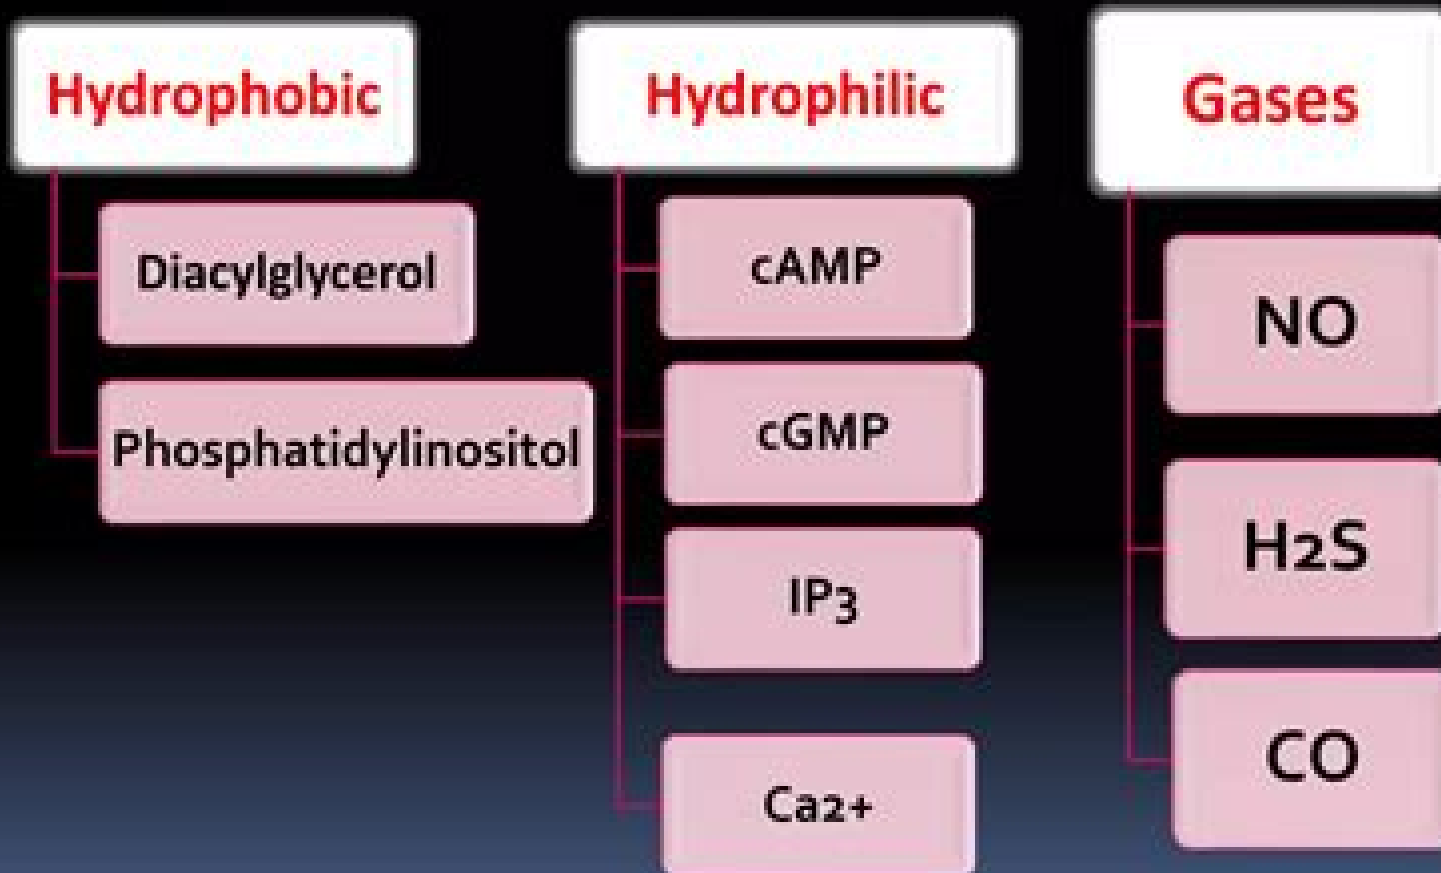 Hydrophobic
Diacylglycerol
Phosphatidylinositol
Hydrophilic
cAMP
cGMP
IP3
Ca2+
Gases
NO
H2S
CO